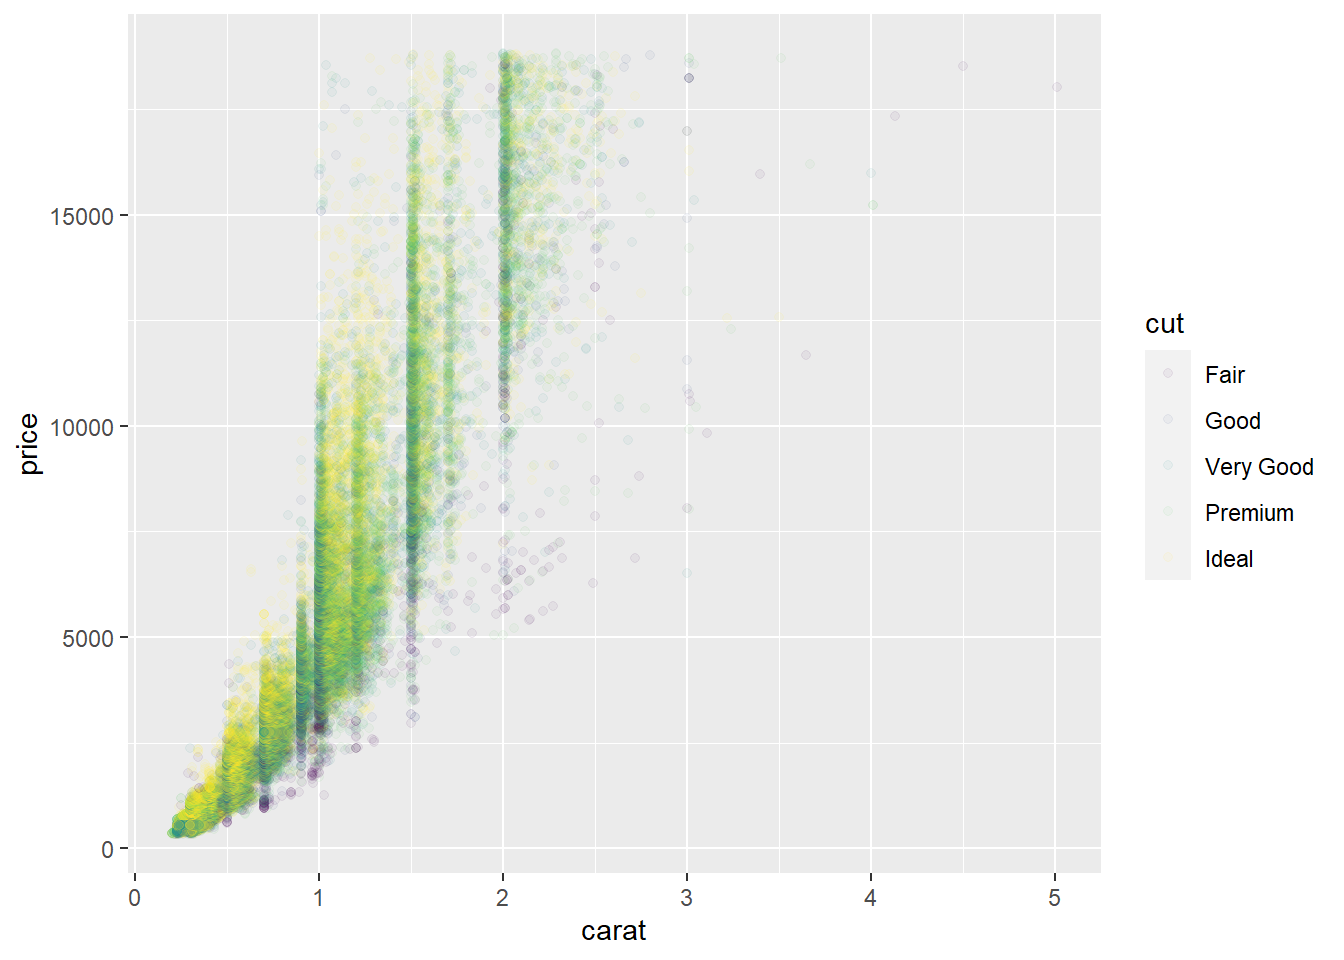 15000
10000
5000
0
price
0 1 2 3 4 5
carat
cut
Fair
Good
Very Good
Premium
Ideal